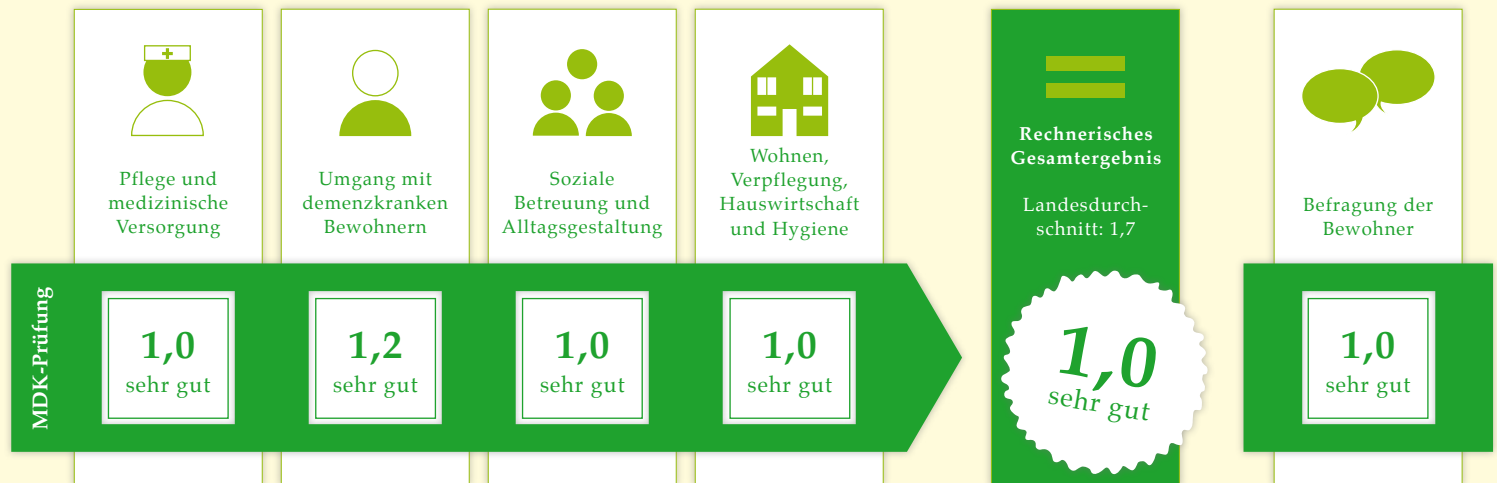 Pflege und
medizinische
Versorgung
Umgang mit
demenzkranken
Bewohnern
Soziale
Betreuung und
Alltagsgestaltung
Wohnen,
Verpflegung,
Hauswirtschaft
und Hygiene
Rechnerisches
Gesamtergebnis
Landesdurch-
schnitt: 1,7
Befragung der
Bewohner
MDK-Prüfung
1,0
sehr gut
1,2
sehr gut
1,0
sehr gut
1,0
sehr gut
1,0
sehr gut
1,0
sehr gut